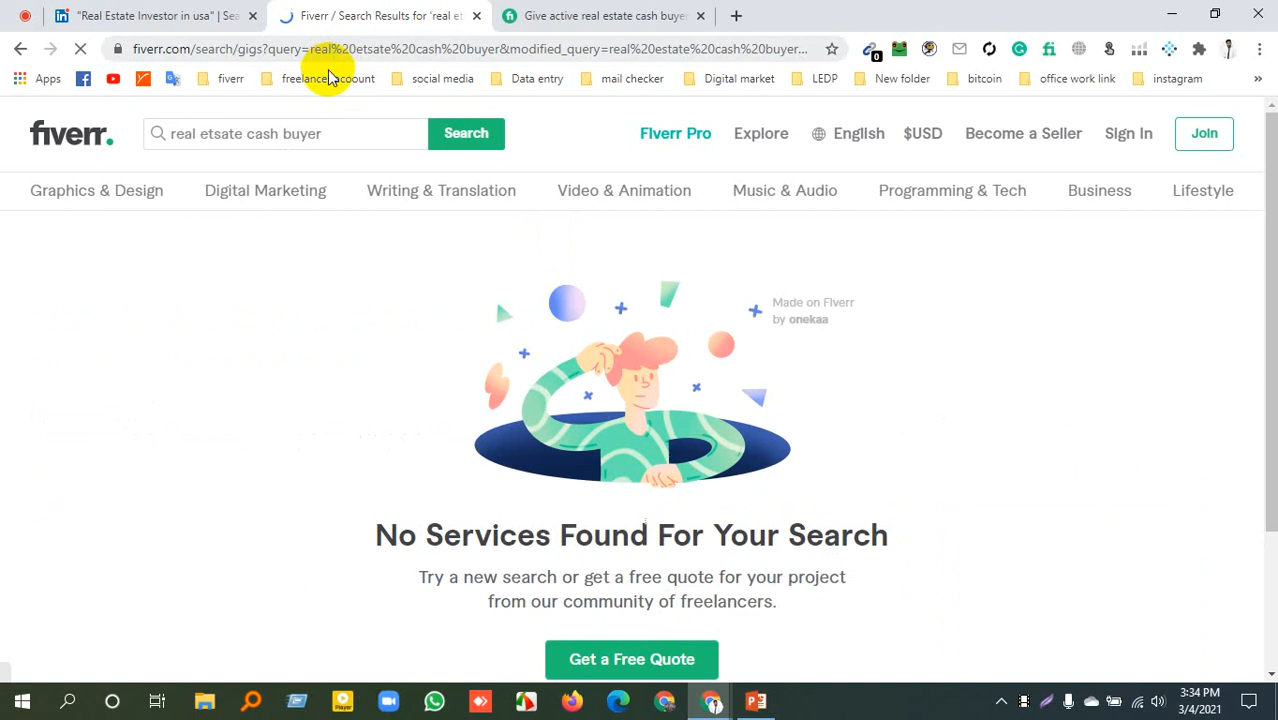 "Real Estate Investor in usa" | Sea
Fiverr / Search Results for 'real et
Give active real estate cash buyer
fiverr.com/search/gigs?query=real%20etsate%20cash%20buyer&modified_query=real%20estate%20cash%20buyer...
0
Apps
fiverr
social media
Data entry
mail checker
Digital market
LEDP
New folder
bitcoin
office work link
instagram
»
fiverr.
real etsate cash buyer
Search
Fiverr Pro
Explore
English
$USD
Become a Seller
Sign In
Join
Graphics & Design
Digital Marketing
Writing & Translation
Video & Animation
Music & Audio
Programming & Tech
Business
Lifestyle
Made on Fiverr
by onekaa
No Services Found For Your Search
Try a new search or get a free quote for your project
from our community of freelancers.
Get a Free Quote
Player
3:34 PM
3/4/2021